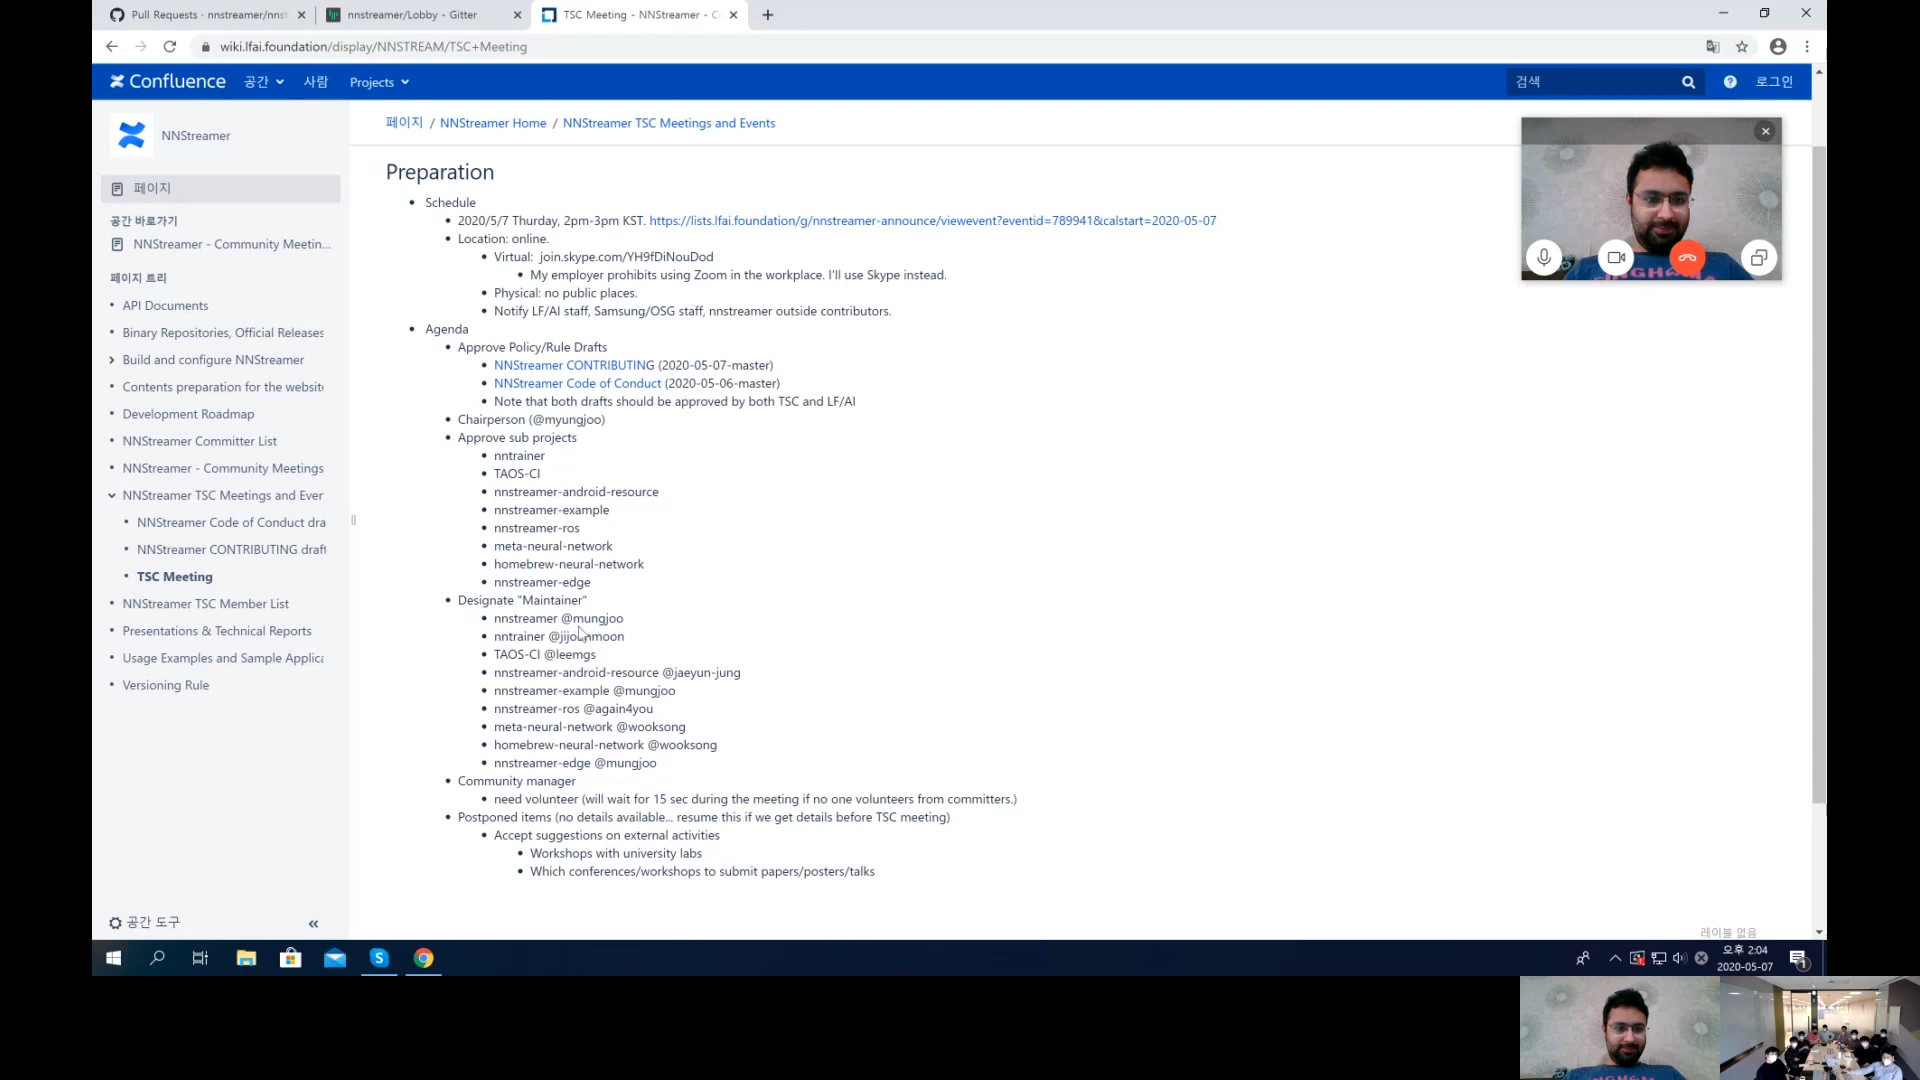 Pull Requests · nnstreamer/nnst
nnstreamer/Lobby - Gitter
TSC Meeting - NNStreamer - C
wiki.lfai.foundation/display/NNSTREAM/TSC+Meeting
Confluence 공간 사람 Projects 검색 로그인
NNStreamer
페이지
공간 바로가기
NNStreamer - Community Meetin...
페이지 트리
API Documents
Binary Repositories, Official Releases
Build and configure NNStreamer
Contents preparation for the website
Development Roadmap
NNStreamer Committer List
NNStreamer - Community Meetings
NNStreamer TSC Meetings and Ever
NNStreamer Code of Conduct dra
NNStreamer CONTRIBUTING draft
TSC Meeting
NNStreamer TSC Member List
Presentations & Technical Reports
Usage Examples and Sample Applica
Versioning Rule
공간 도구
페이지 / NNStreamer Home / NNStreamer TSC Meetings and Events
Preparation
Schedule
2020/5/7 Thurday, 2pm-3pm KST. https://lists.lfai.foundation/g/nnstreamer-announce/viewevent?eventid=789941&calstart=2020-05-07
Location: online.
Virtual: join.skype.com/YH9fDiNouDod
My employer prohibits using Zoom in the workplace. I'll use Skype instead.
Physical: no public places.
Notify LF/AI staff, Samsung/OSG staff, nnstreamer outside contributors.
Agenda
Approve Policy/Rule Drafts
NNStreamer CONTRIBUTING (2020-05-07-master)
NNStreamer Code of Conduct (2020-05-06-master)
Note that both drafts should be approved by both TSC and LF/AI
Chairperson (@myungjoo)
Approve sub projects
nntrainer
TAOS-CI
nnstreamer-android-resource
nnstreamer-example
nnstreamer-ros
meta-neural-network
homebrew-neural-network
nnstreamer-edge
Designate "Maintainer"
nnstreamer @mungjoo
nntrainer @jijoongmoon
TAOS-CI @leemgs
nnstreamer-android-resource @jaeyun-jung
nnstreamer-example @mungjoo
nnstreamer-ros @again4you
meta-neural-network @wooksong
homebrew-neural-network @wooksong
nnstreamer-edge @mungjoo
Community manager
need volunteer (will wait for 15 sec during the meeting if no one volunteers from committers.)
Postponed items (no details available... resume this if we get details before TSC meeting)
Accept suggestions on external activities
Workshops with university labs
Which conferences/workshops to submit papers/posters/talks
레이블 없음
오후 2:04
2020-05-07